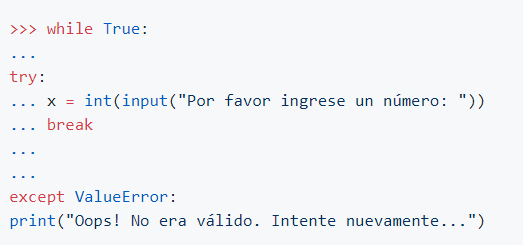 >>> while True:
...
try:
... x = int(input("Por favor ingrese un número: "))
... break
...
...
except ValueError:
print("Oops! No era válido. Intente nuevamente...")